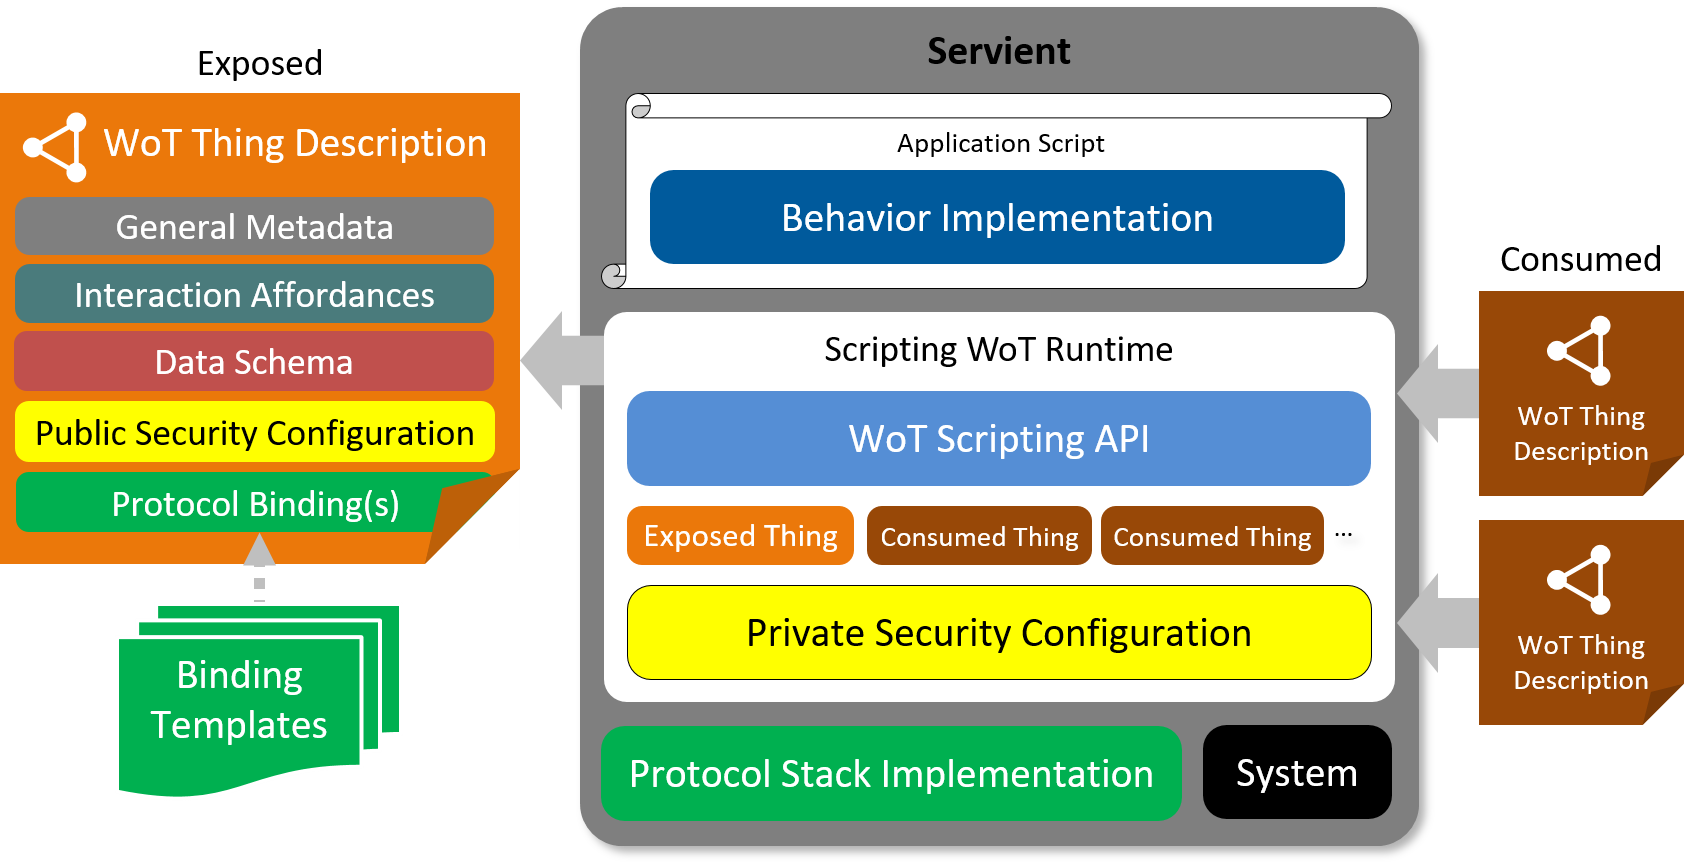 Exposed
WoT Thing Description
General Metadata
Interaction Affordances
Data Schema
Public Security Configuration
Protocol Binding(s)
Binding
Templates
Servient
Application Script
Behavior Implementation
Scripting WoT Runtime
WoT Scripting API
Exposed Thing
Consumed Thing
Consumed Thing
...
Private Security Configuration
Protocol Stack Implementation
System
Consumed
WoT Thing
Description
WoT Thing
Description